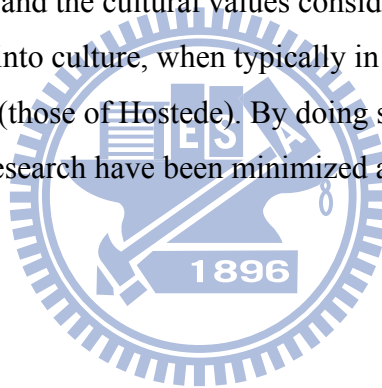 and the cultural values consid
into culture, when typically in
(those of Hostede). By doing s
esearch have been minimized a
E S A
1896